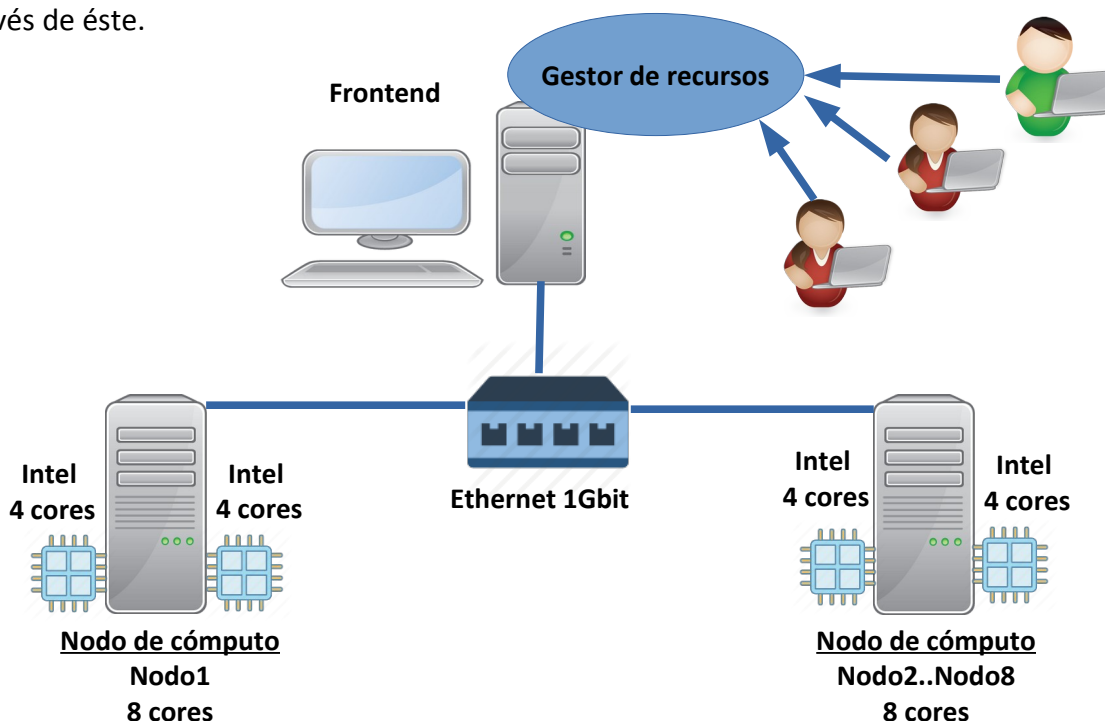 vés de éste.
Gestor de recursos
Frontend
Ethernet 1Gbit
Intel
4 cores
Intel
4 cores
Nodo de cómputo
Nodo1
8 cores
Intel
4 cores
Intel
4 cores
Nodo de cómputo
Nodo2..Nodo8
8 cores